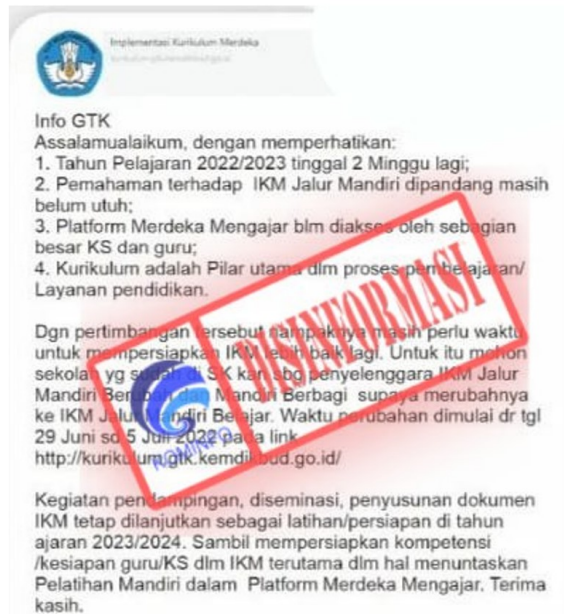 Implementasi Kurikulum Merdeka
kurikulum.gtk.kemdikbud.go.id
Info GTK
Assalamualaikum, dengan memperhatikan:
1. Tahun Pelajaran 2022/2023 tinggal 2 Minggu lagi;
2. Pemahaman terhadap IKM Jalur Mandiri dipandang masih
belum utuh;
3. Platform Merdeka Mengajar blm diakses oleh sebagian
besar KS dan guru;
4. Kurikulum adalah Pilar utama dlm proses pembelajaran/
Layanan pendidikan.
Dgn pertimbangan tersebut nampaknya masih perlu waktu
untuk mempersiapkan IKM lebih baik lagi. Untuk itu mohon
sekolah yg sudah di SK kan sbg penyelenggara IKM Jalur
Mandiri Berubah dan Mandiri Berbagi supaya merubahnya
ke IKM Jalur Mandiri Belajar. Waktu perubahan dimulai dr tgl
29 Juni sd 5 Juli 2022 pada link
http://kurikulum.gtk.kemdikbud.go.id/
DISINFORMASI
KOMINFO
Kegiatan pendampingan, diseminasi, penyusunan dokumen
IKM tetap dilanjutkan sebagai latihan/persiapan di tahun
ajaran 2023/2024. Sambil mempersiapkan kompetensi
/kesiapan guru/KS dlm IKM terutama dlm hal menuntaskan
Pelatihan Mandiri dalam Platform Merdeka Mengajar. Terima
kasih.